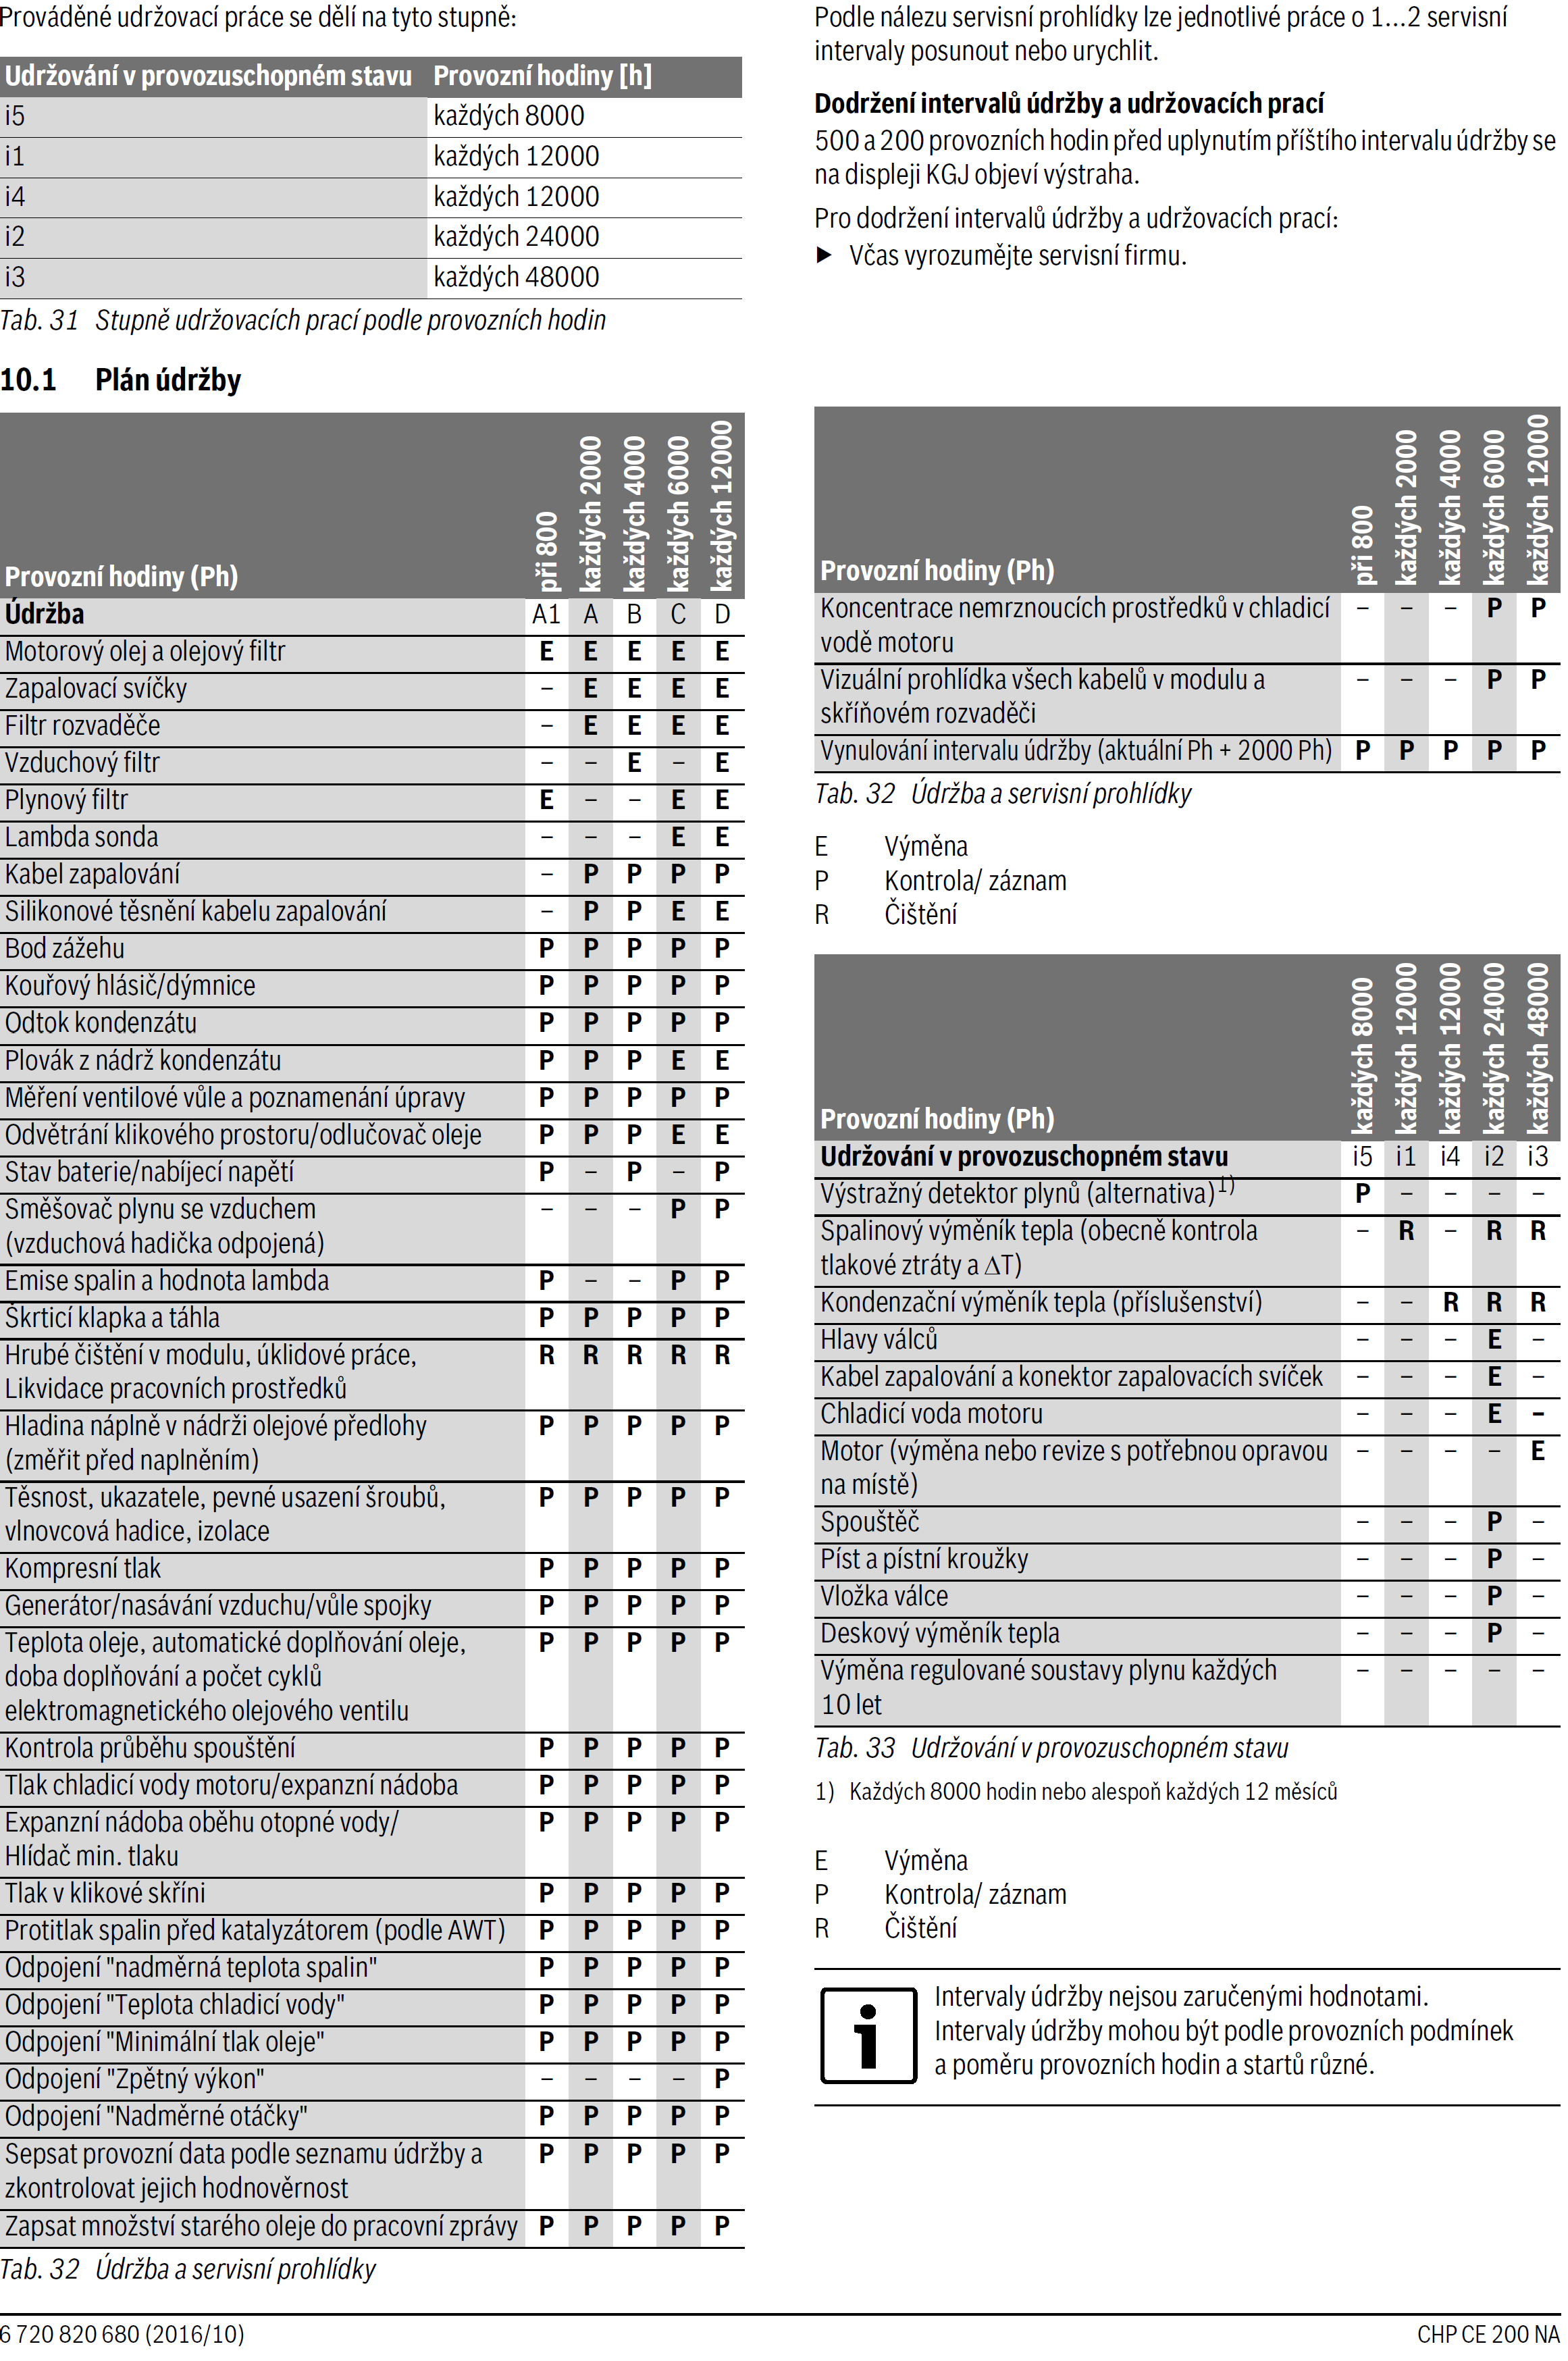 Prováděné udržovací práce se dělí na tyto stupně:
Udržování v provozuschopném stavu Provozní hodiny [h]
i5 každých 8000
i1 každých 12000
i4 každých 12000
i2 každých 24000
i3 každých 48000
Tab. 31 Stupně udržovacích prací podle provozních hodin
10.1 Plán údržby
Provozní hodiny (Ph) při 800 každých 2000 každých 4000 každých 6000 každých 12000
Údržba A1 A B C D
Motorový olej a olejový filtr E E E E E
Zapalovací svíčky – E E E E
Filtr rozvaděče – E E E E
Vzduchový filtr – – E – E
Plynový filtr E – – E E
Lambda sonda – – – E E
Kabel zapalování – P P P P
Silikonové těsnění kabelu zapalování – P P E E
Bod zážehu P P P P P
Kouřový hlásič/dýmnice P P P P P
Odtok kondenzátu P P P P P
Plovák z nádrž kondenzátu P P P E E
Měření ventilové vůle a poznamenání úpravy P P P P P
Odvětrání klikového prostoru/odlučovač oleje P P P E E
Stav baterie/nabíjecí napětí P – P – P
Směšovač plynu se vzduchem – – – P P
(vzduchová hadička odpojená)
Emise spalin a hodnota lambda P – – P P
Škrticí klapka a táhla P P P P P
Hrubé čištění v modulu, úklidové práce, R R R R R
Likvidace pracovních prostředků
Hladina náplně v nádrži olejové předlohy P P P P P
(změřit před naplněním)
Těsnost, ukazatele, pevné usazení šroubů, P P P P P
vlnovcová hadice, izolace
Kompresní tlak P P P P P
Generátor/nasávání vzduchu/vůle spojky P P P P P
Teplota oleje, automatické doplňování oleje, P P P P P
doba doplňování a počet cyklů
elektromagnetického olejového ventilu
Kontrola průběhu spouštění P P P P P
Tlak chladicí vody motoru/expanzní nádoba P P P P P
Expanzní nádoba oběhu otopné vody/ P P P P P
Hlídač min. tlaku
Tlak v klikové skříni P P P P P
Protitlak spalin před katalyzátorem (podle AWT) P P P P P
Odpojení "nadměrná teplota spalin" P P P P P
Odpojení "Teplota chladicí vody" P P P P P
Odpojení "Minimální tlak oleje" P P P P P
Odpojení "Zpětný výkon" – – – – P
Odpojení "Nadměrné otáčky" P P P P P
Sepsat provozní data podle seznamu údržby a P P P P P
zkontrolovat jejich hodnověrnost
Zapsat množství starého oleje do pracovní zprávy P P P P P
Tab. 32 Údržba a servisní prohlídky
Podle nálezu servisní prohlídky lze jednotlivé práce o 1...2 servisní
intervaly posunout nebo urychlit.
Dodržení intervalů údržby a udržovacích prací
500 a 200 provozních hodin před uplynutím příštího intervalu údržby se
na displeji KGJ objeví výstraha.
Pro dodržení intervalů údržby a udržovacích prací:
▶ Včas vyrozumějte servisní firmu.
Provozní hodiny (Ph) při 800 každých 2000 každých 4000 každých 6000 každých 12000
Koncentrace nemrznoucích prostředků v chladicí – – – P P
vodě motoru
Vizuální prohlídka všech kabelů v modulu a – – – P P
skříňovém rozvaděči
Vynulování intervalu údržby (aktuální Ph + 2000 Ph) P P P P P
Tab. 32 Údržba a servisní prohlídky
E Výměna
P Kontrola/ záznam
R Čištění
Provozní hodiny (Ph) každých 8000 každých 12000 každých 12000 každých 24000 každých 48000
Udržování v provozuschopném stavu i5 i1 i4 i2 i3
Výstražný detektor plynů (alternativa)1) P – – – –
Spalinový výměník tepla (obecně kontrola – R – R R
tlakové ztráty a ΔT)
Kondenzační výměník tepla (příslušenství) – – R R R
Hlavy válců – – – E –
Kabel zapalování a konektor zapalovacích svíček – – – E –
Chladicí voda motoru – – – E –
Motor (výměna nebo revize s potřebnou opravou – – – – E
na místě)
Spouštěč – – – P –
Píst a pístní kroužky – – – P –
Vložka válce – – – P –
Deskový výměník tepla – – – P –
Výměna regulované soustavy plynu každých – – – – –
10 let
Tab. 33 Udržování v provozuschopném stavu
1) Každých 8000 hodin nebo alespoň každých 12 měsíců
E Výměna
P Kontrola/ záznam
R Čištění
i Intervaly údržby nejsou zaručenými hodnotami.
Intervaly údržby mohou být podle provozních podmínek
a poměru provozních hodin a startů různé.
6 720 820 680 (2016/10) CHP CE 200 NA